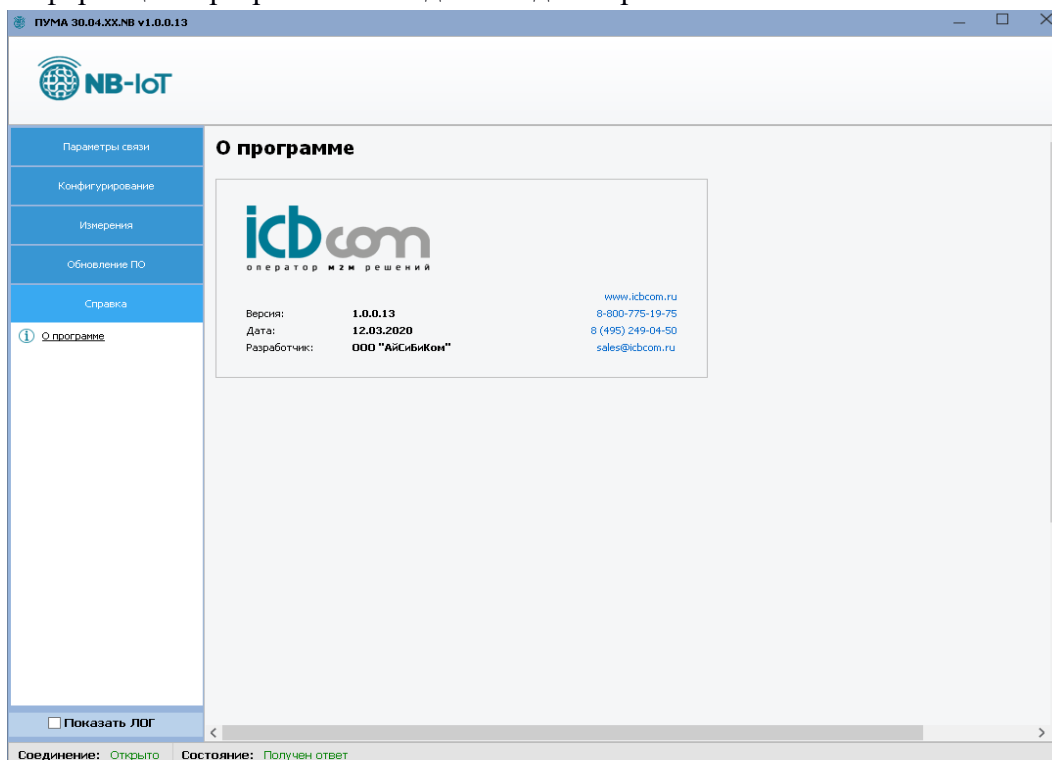 ПУМА 30.04.XX.NB v1.0.0.13
NB-IoT
Параметры связи
Конфигурирование
Измерения
Обновление ПО
Справка
О программе
Показать ЛОГ
О программе
icbcom
оператор м2м решений
Версия: 1.0.0.13
Дата: 12.03.2020
Разработчик: ООО "АйСиБиКом"
www.icbcom.ru
8-800-775-19-75
8 (495) 249-04-50
sales@icbcom.ru
Соединение: Открыто Состояние: Получен ответ